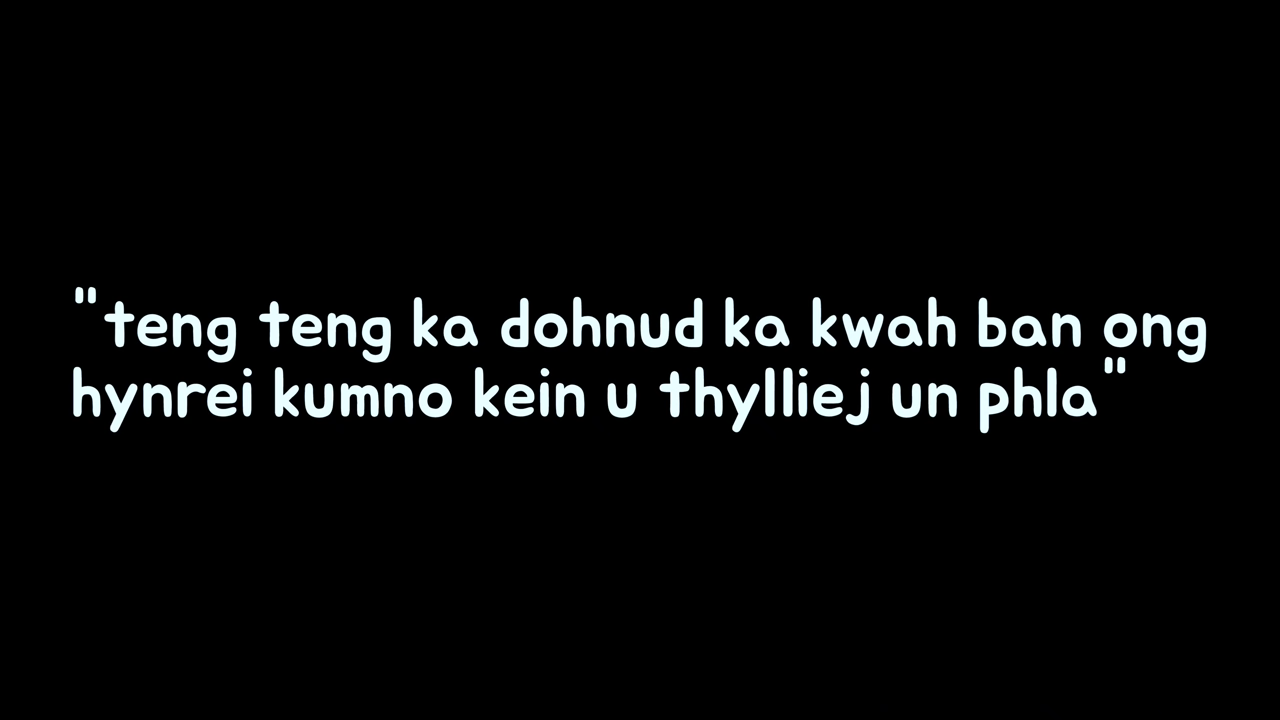 "teng teng ka dohnud ka kwah ban ong
hynrei kumno kein u thylliej un phla"